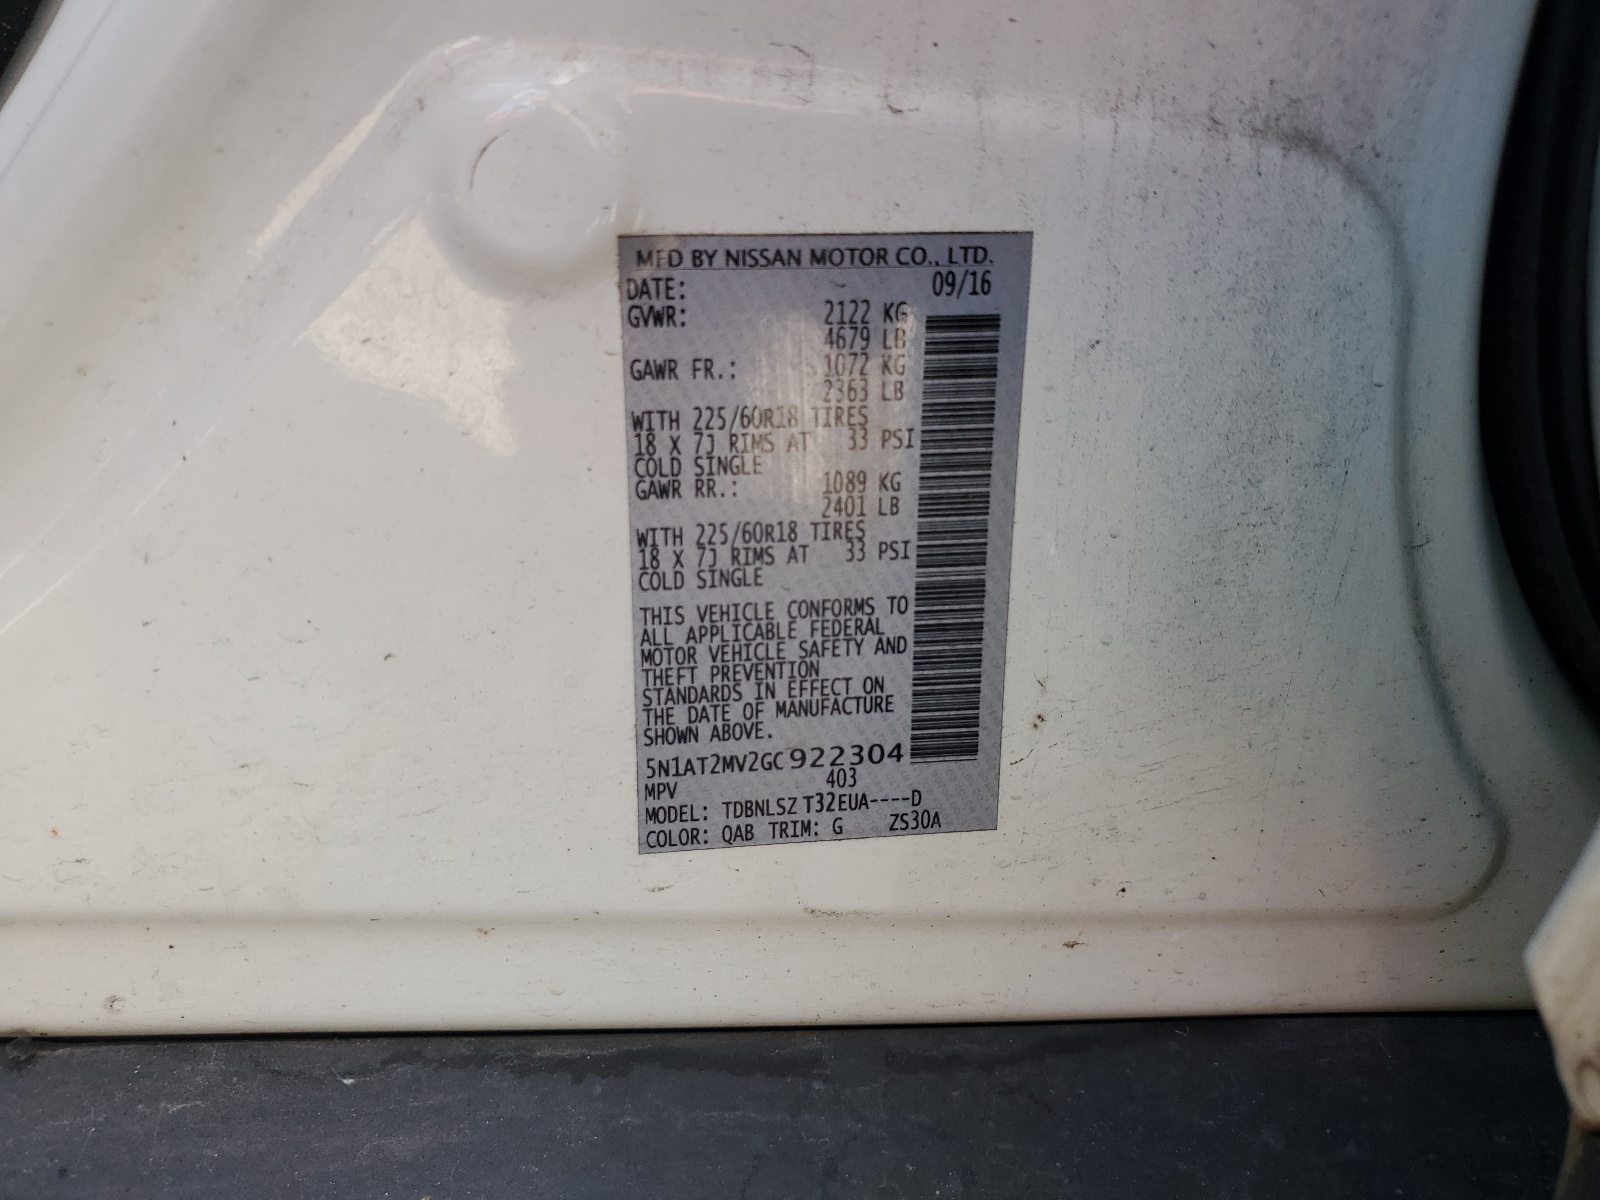 MFD BY NISSAN MOTOR CO., LTD.
DATE: 09/16
GVWR: 2122 KG
4679 LB
GAWR FR.: 1072 KG
2363 LB
WITH 225/60R18 TIRES
18 X 7J RIMS AT 33 PSI
COLD SINGLE
GAWR RR.: 1089 KG
2401 LB
WITH 225/60R18 TIRES
18 X 7J RIMS AT 33 PSI
COLD SINGLE
THIS VEHICLE CONFORMS TO
ALL APPLICABLE FEDERAL
MOTOR VEHICLE SAFETY AND
THEFT PREVENTION
STANDARDS IN EFFECT ON
THE DATE OF MANUFACTURE
SHOWN ABOVE.
5N1AT2MV2GC922304
MPV 403
MODEL: TDBNLSZ T32EUA----D
COLOR: QAB TRIM: G ZS30A